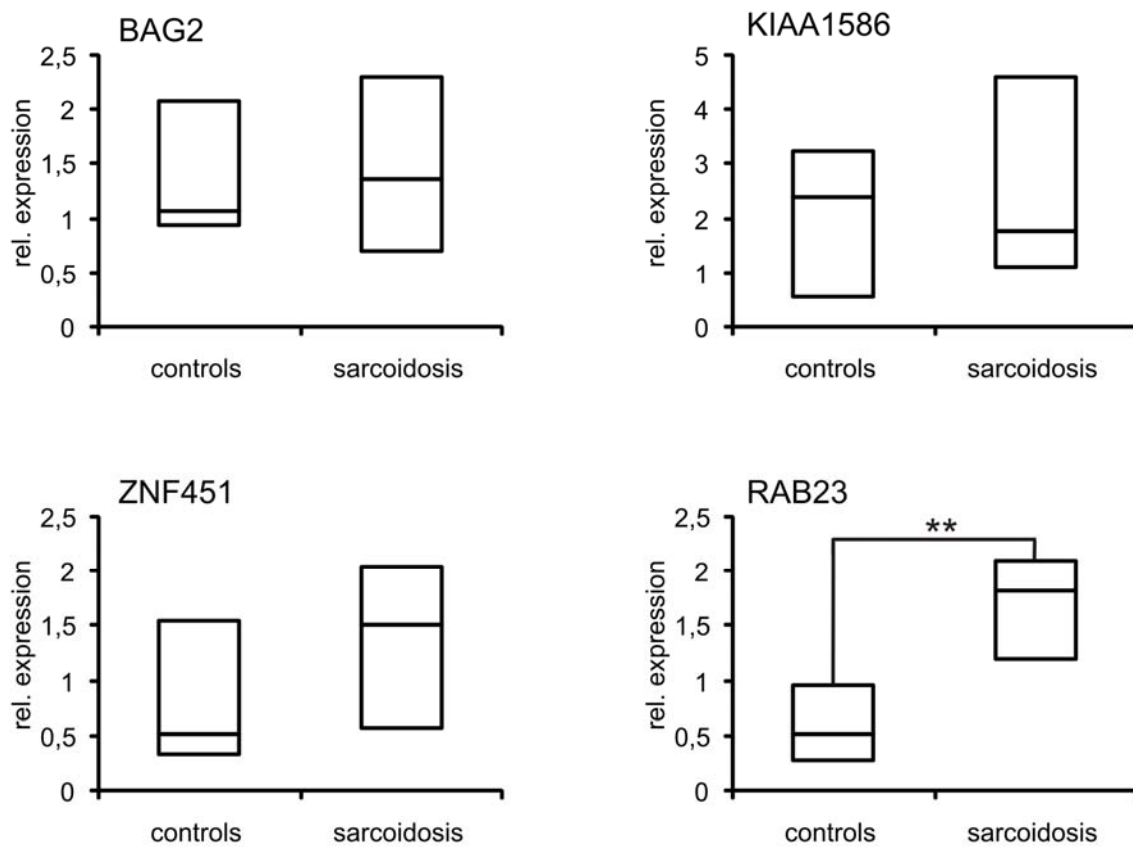 BAG2
rel. expression
2,5
2
1,5
1
0,5
0
controls sarcoidosis
KIAA1586
rel. expression
5
4
3
2
1
0
controls sarcoidosis
ZNF451
rel. expression
2,5
2
1,5
1
0,5
0
controls sarcoidosis
RAB23
rel. expression
2,5
2
1,5
1
0,5
0
**
controls sarcoidosis